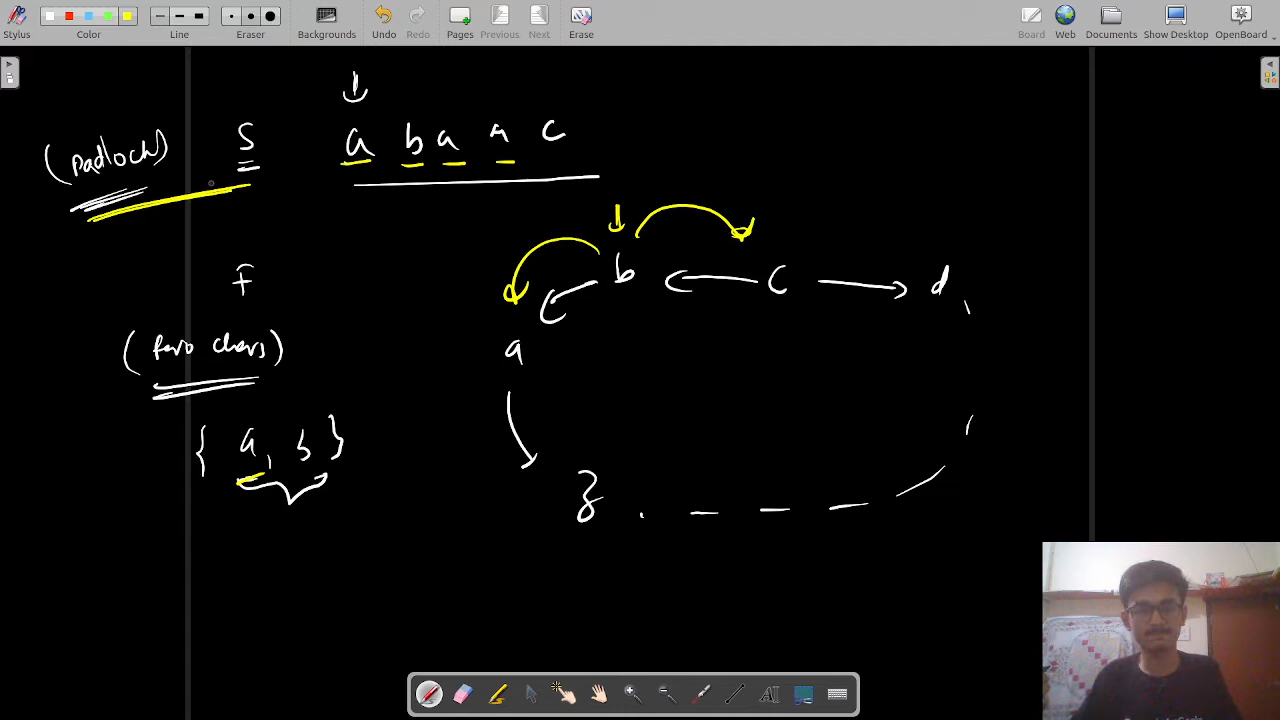 Stylus Color Line Eraser Backgrounds Undo Redo Pages Previous Next Erase Board Web Documents Show Desktop OpenBoard
(padlock) S a b a a c
b c d,
F
a
(favo chars)
{ a, b }
z . _ _ _